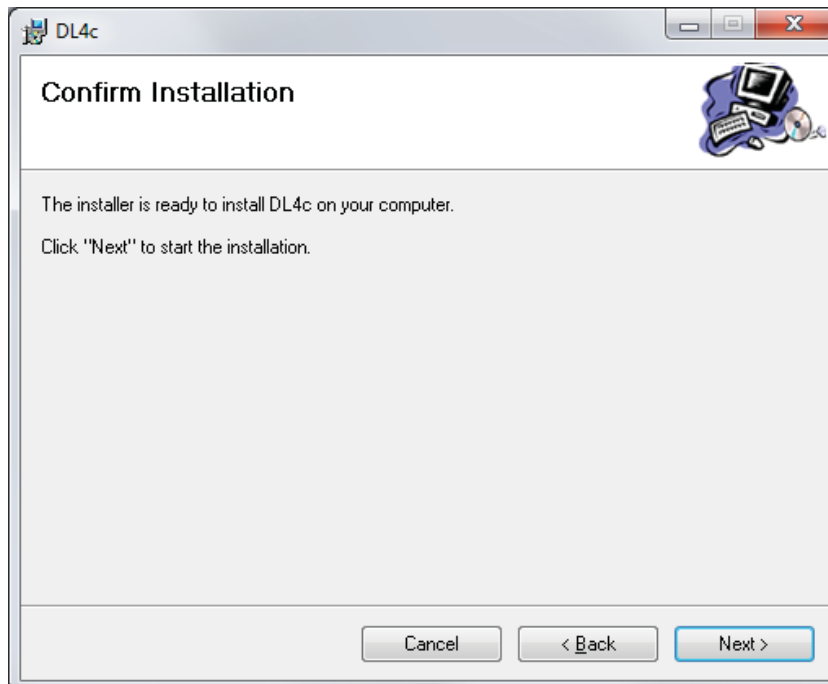 DL4c
Confirm Installation
The installer is ready to install DL4c on your computer.
Click "Next" to start the installation.
Cancel
< Back
Next >